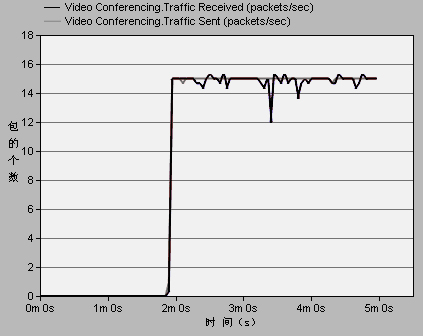 Video Conferencing.Traffic Received (packets/sec)
Video Conferencing.Traffic Sent (packets/sec)
18
16
14
12
10
8
6
4
2
0
数个的包
0m 0s
1m 0s
2m 0s
3m 0s
4m 0s
5m 0s
时 间 (s)